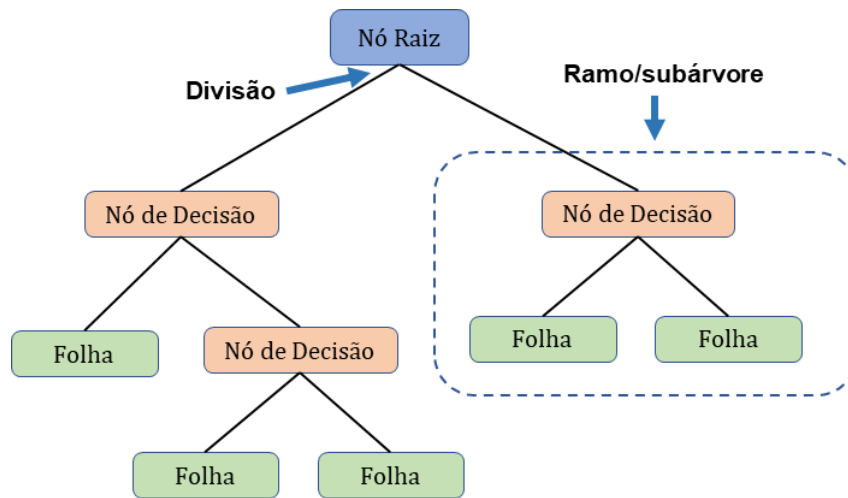 Nó Raiz
Divisão
Ramo/subárvore
Nó de Decisão
Nó de Decisão
Folha
Nó de Decisão
Folha
Folha
Folha
Folha